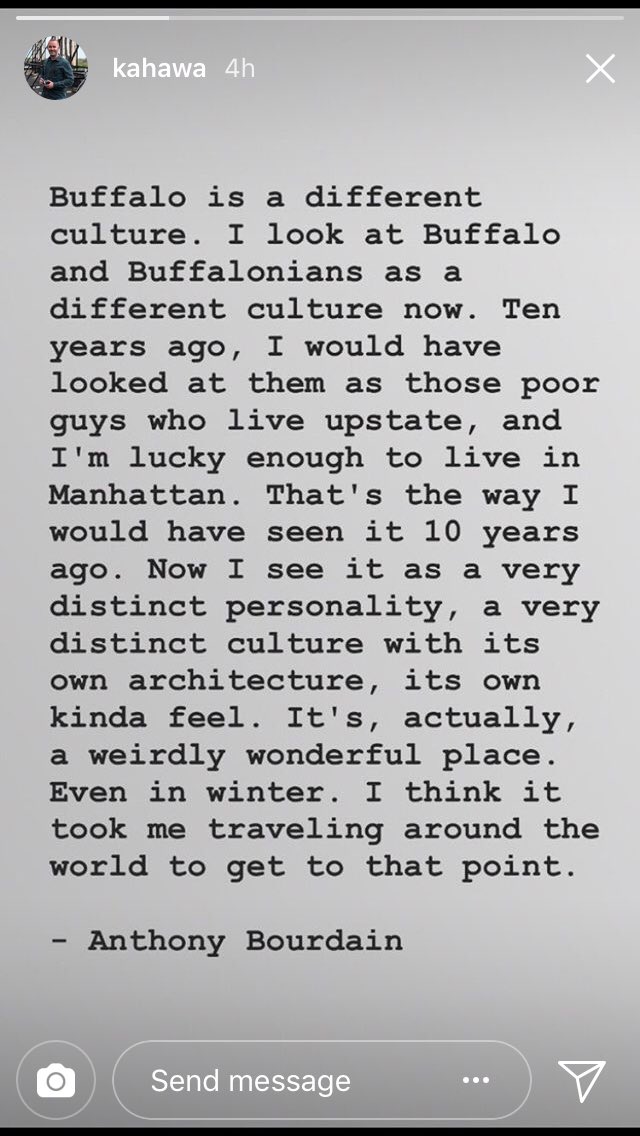 kahawa 4h
Buffalo is a different
culture. I look at Buffalo
and Buffalonians as a
different culture now. Ten
years ago, I would have
looked at them as those poor
guys who live upstate, and
I'm lucky enough to live in
Manhattan. That's the way I
would have seen it 10 years
ago. Now I see it as a very
distinct personality, a very
distinct culture with its
own architecture, its own
kinda feel. It's, actually,
a weirdly wonderful place.
Even in winter. I think it
took me traveling around the
world to get to that point.
- Anthony Bourdain
Send message